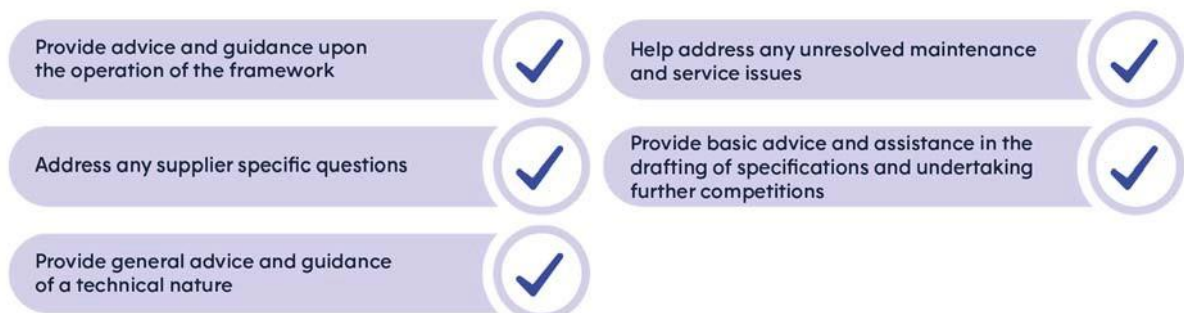 Provide advice and guidance upon
the operation of the framework
Address any supplier specific questions
Provide general advice and guidance
of a technical nature
Help address any unresolved maintenance
and service issues
Provide basic advice and assistance in the
drafting of specifications and undertaking
further competitions